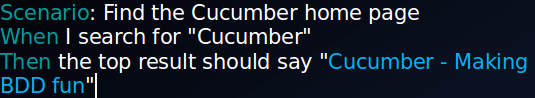 Scenario: Find the Cucumber home page
When I search for "Cucumber"
Then the top result should say "Cucumber - Making
BDD fun"